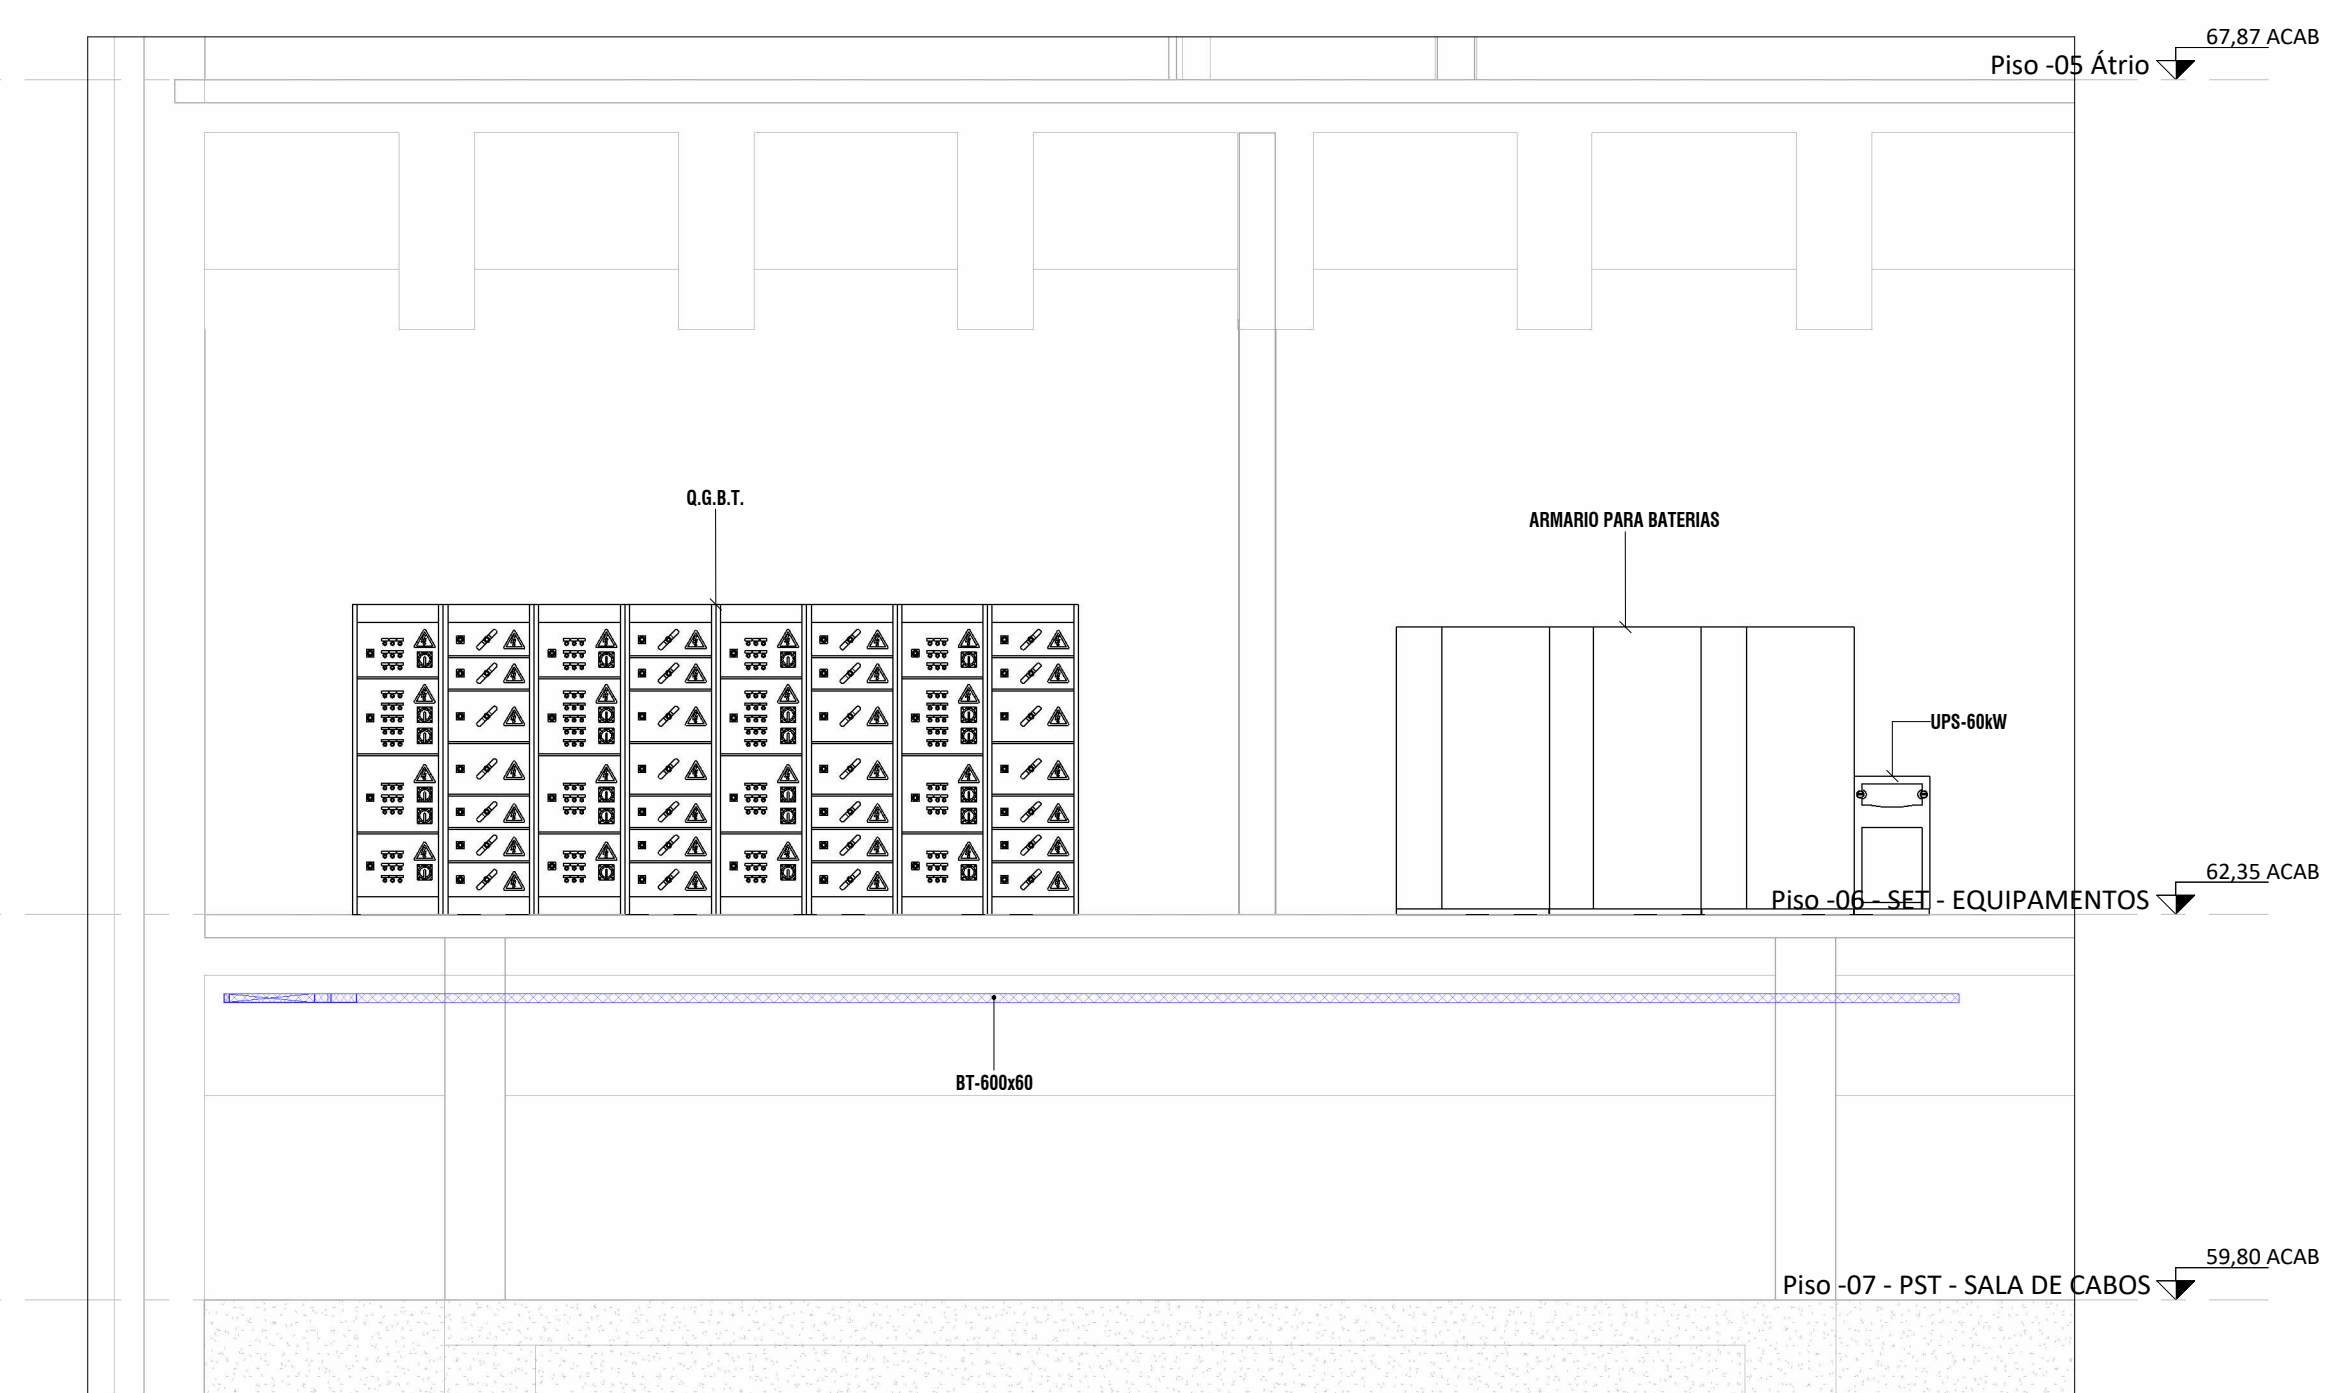 67,87 ACAB
Piso -05 Átrio
Q.G.B.T.
ARMARIO PARA BATERIAS
UPS-60kW
62,35 ACAB
Piso -06 - SET - EQUIPAMENTOS
BT-600x60
59,80 ACAB
Piso -07 - PST - SALA DE CABOS